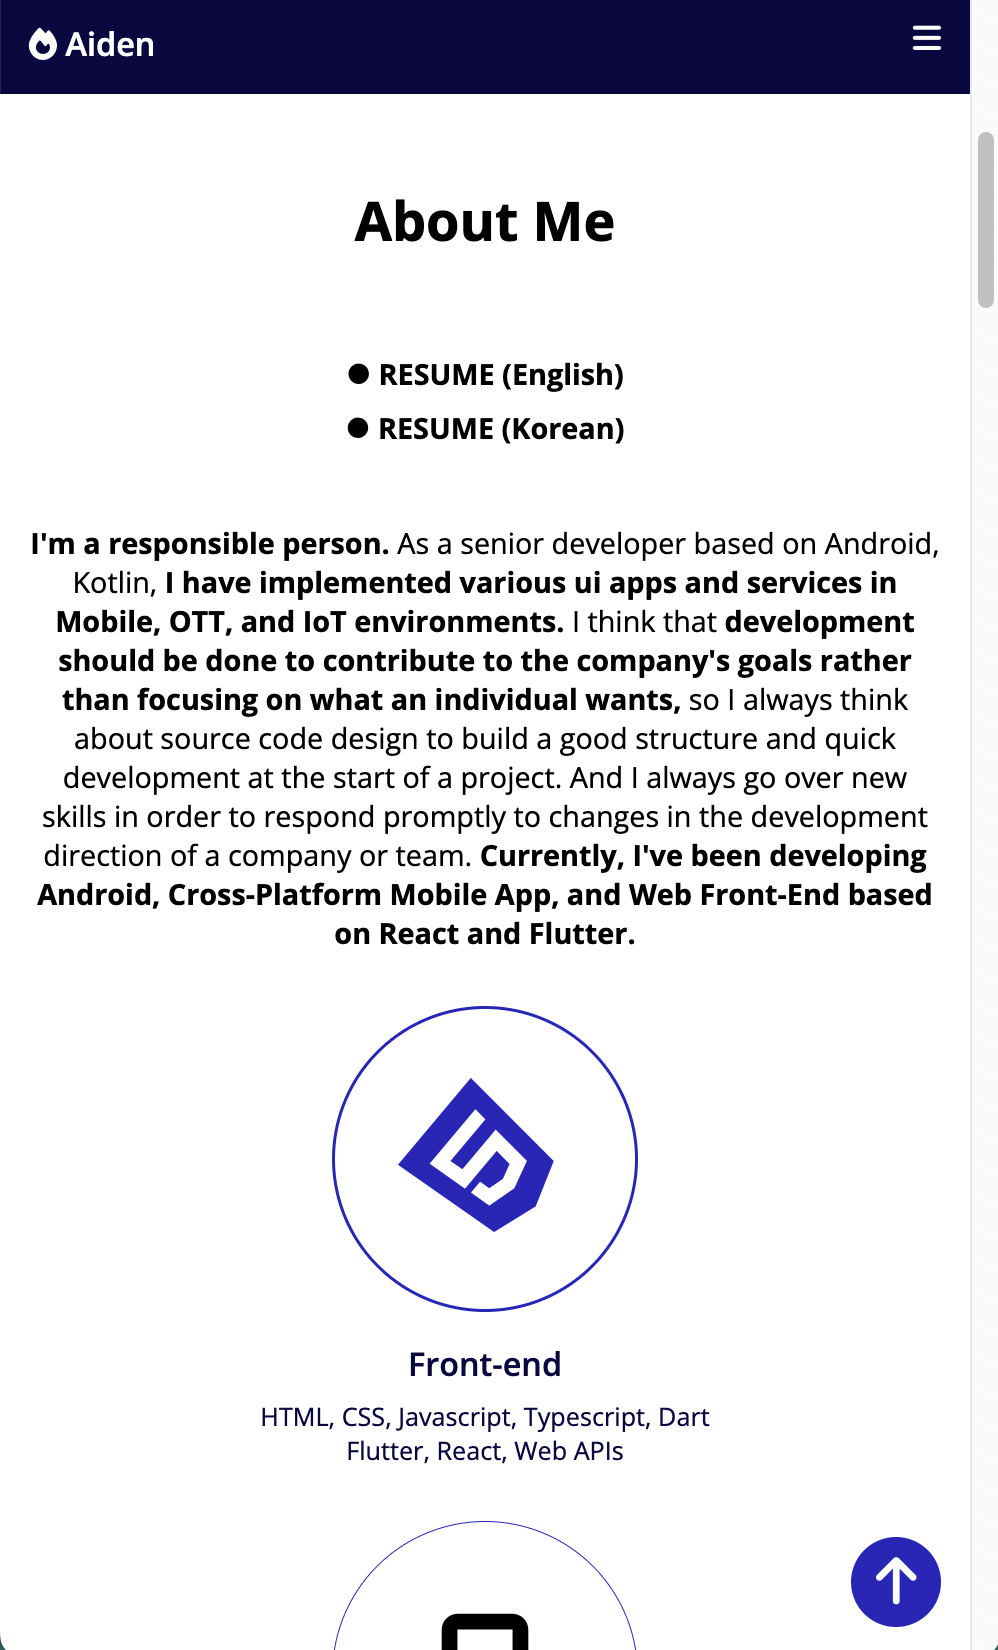 Aiden
About Me
● RESUME (English)
● RESUME (Korean)
I'm a responsible person. As a senior developer based on Android,
Kotlin, I have implemented various ui apps and services in
Mobile, OTT, and IoT environments. I think that development
should be done to contribute to the company's goals rather
than focusing on what an individual wants, so I always think
about source code design to build a good structure and quick
development at the start of a project. And I always go over new
skills in order to respond promptly to changes in the development
direction of a company or team. Currently, I've been developing
Android, Cross-Platform Mobile App, and Web Front-End based
on React and Flutter.
Front-end
HTML, CSS, Javascript, Typescript, Dart
Flutter, React, Web APIs